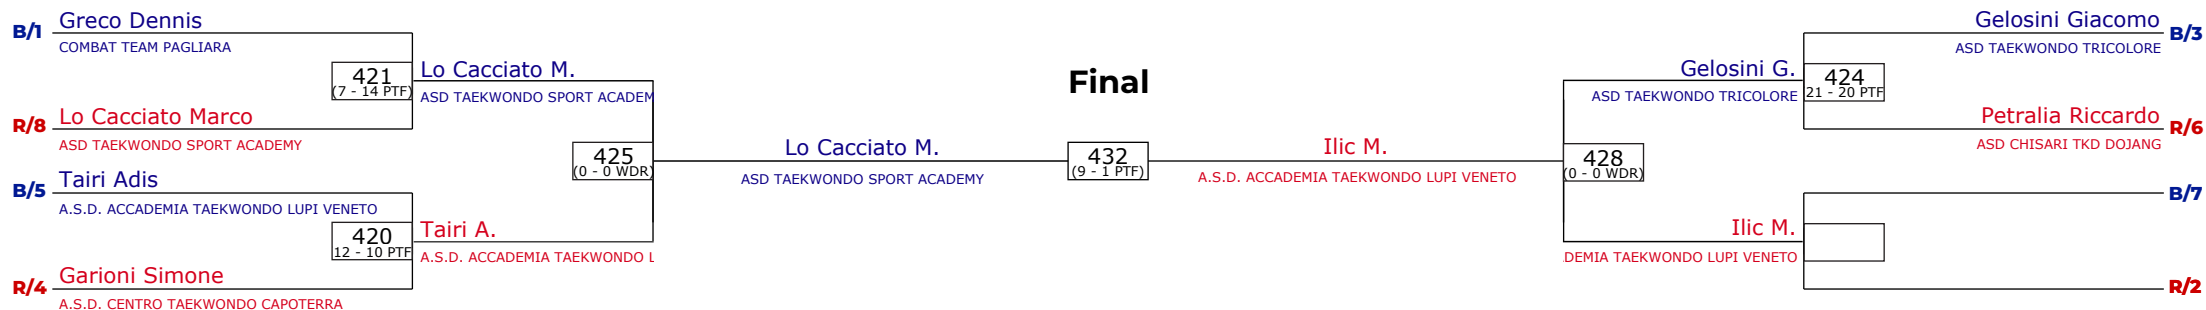 B/1 Greco Dennis
COMBAT TEAM PAGLIARA
421
(7 - 14 PTF)
Lo Cacciato M.
ASD TAEKWONDO SPORT ACADEM
R/8 Lo Cacciato Marco
ASD TAEKWONDO SPORT ACADEMY
425
(0 - 0 WDR)
B/5 Tairi Adis
A.S.D. ACCADEMIA TAEKWONDO LUPI VENETO
420
12 - 10 PTF
Tairi A.
A.S.D. ACCADEMIA TAEKWONDO L
R/4 Garioni Simone
A.S.D. CENTRO TAEKWONDO CAPOTERRA
Final
Lo Cacciato M.
ASD TAEKWONDO SPORT ACADEMY
432
(9 - 1 PTF)
Ilic M.
A.S.D. ACCADEMIA TAEKWONDO LUPI VENETO
Gelosini Giacomo B/3
ASD TAEKWONDO TRICOLORE
Gelosini G.
ASD TAEKWONDO TRICOLORE
424
21 - 20 PTF
Petralia Riccardo R/6
ASD CHISARI TKD DOJANG
428
(0 - 0 WDR)
B/7
Ilic M.
DEMIA TAEKWONDO LUPI VENETO
R/2